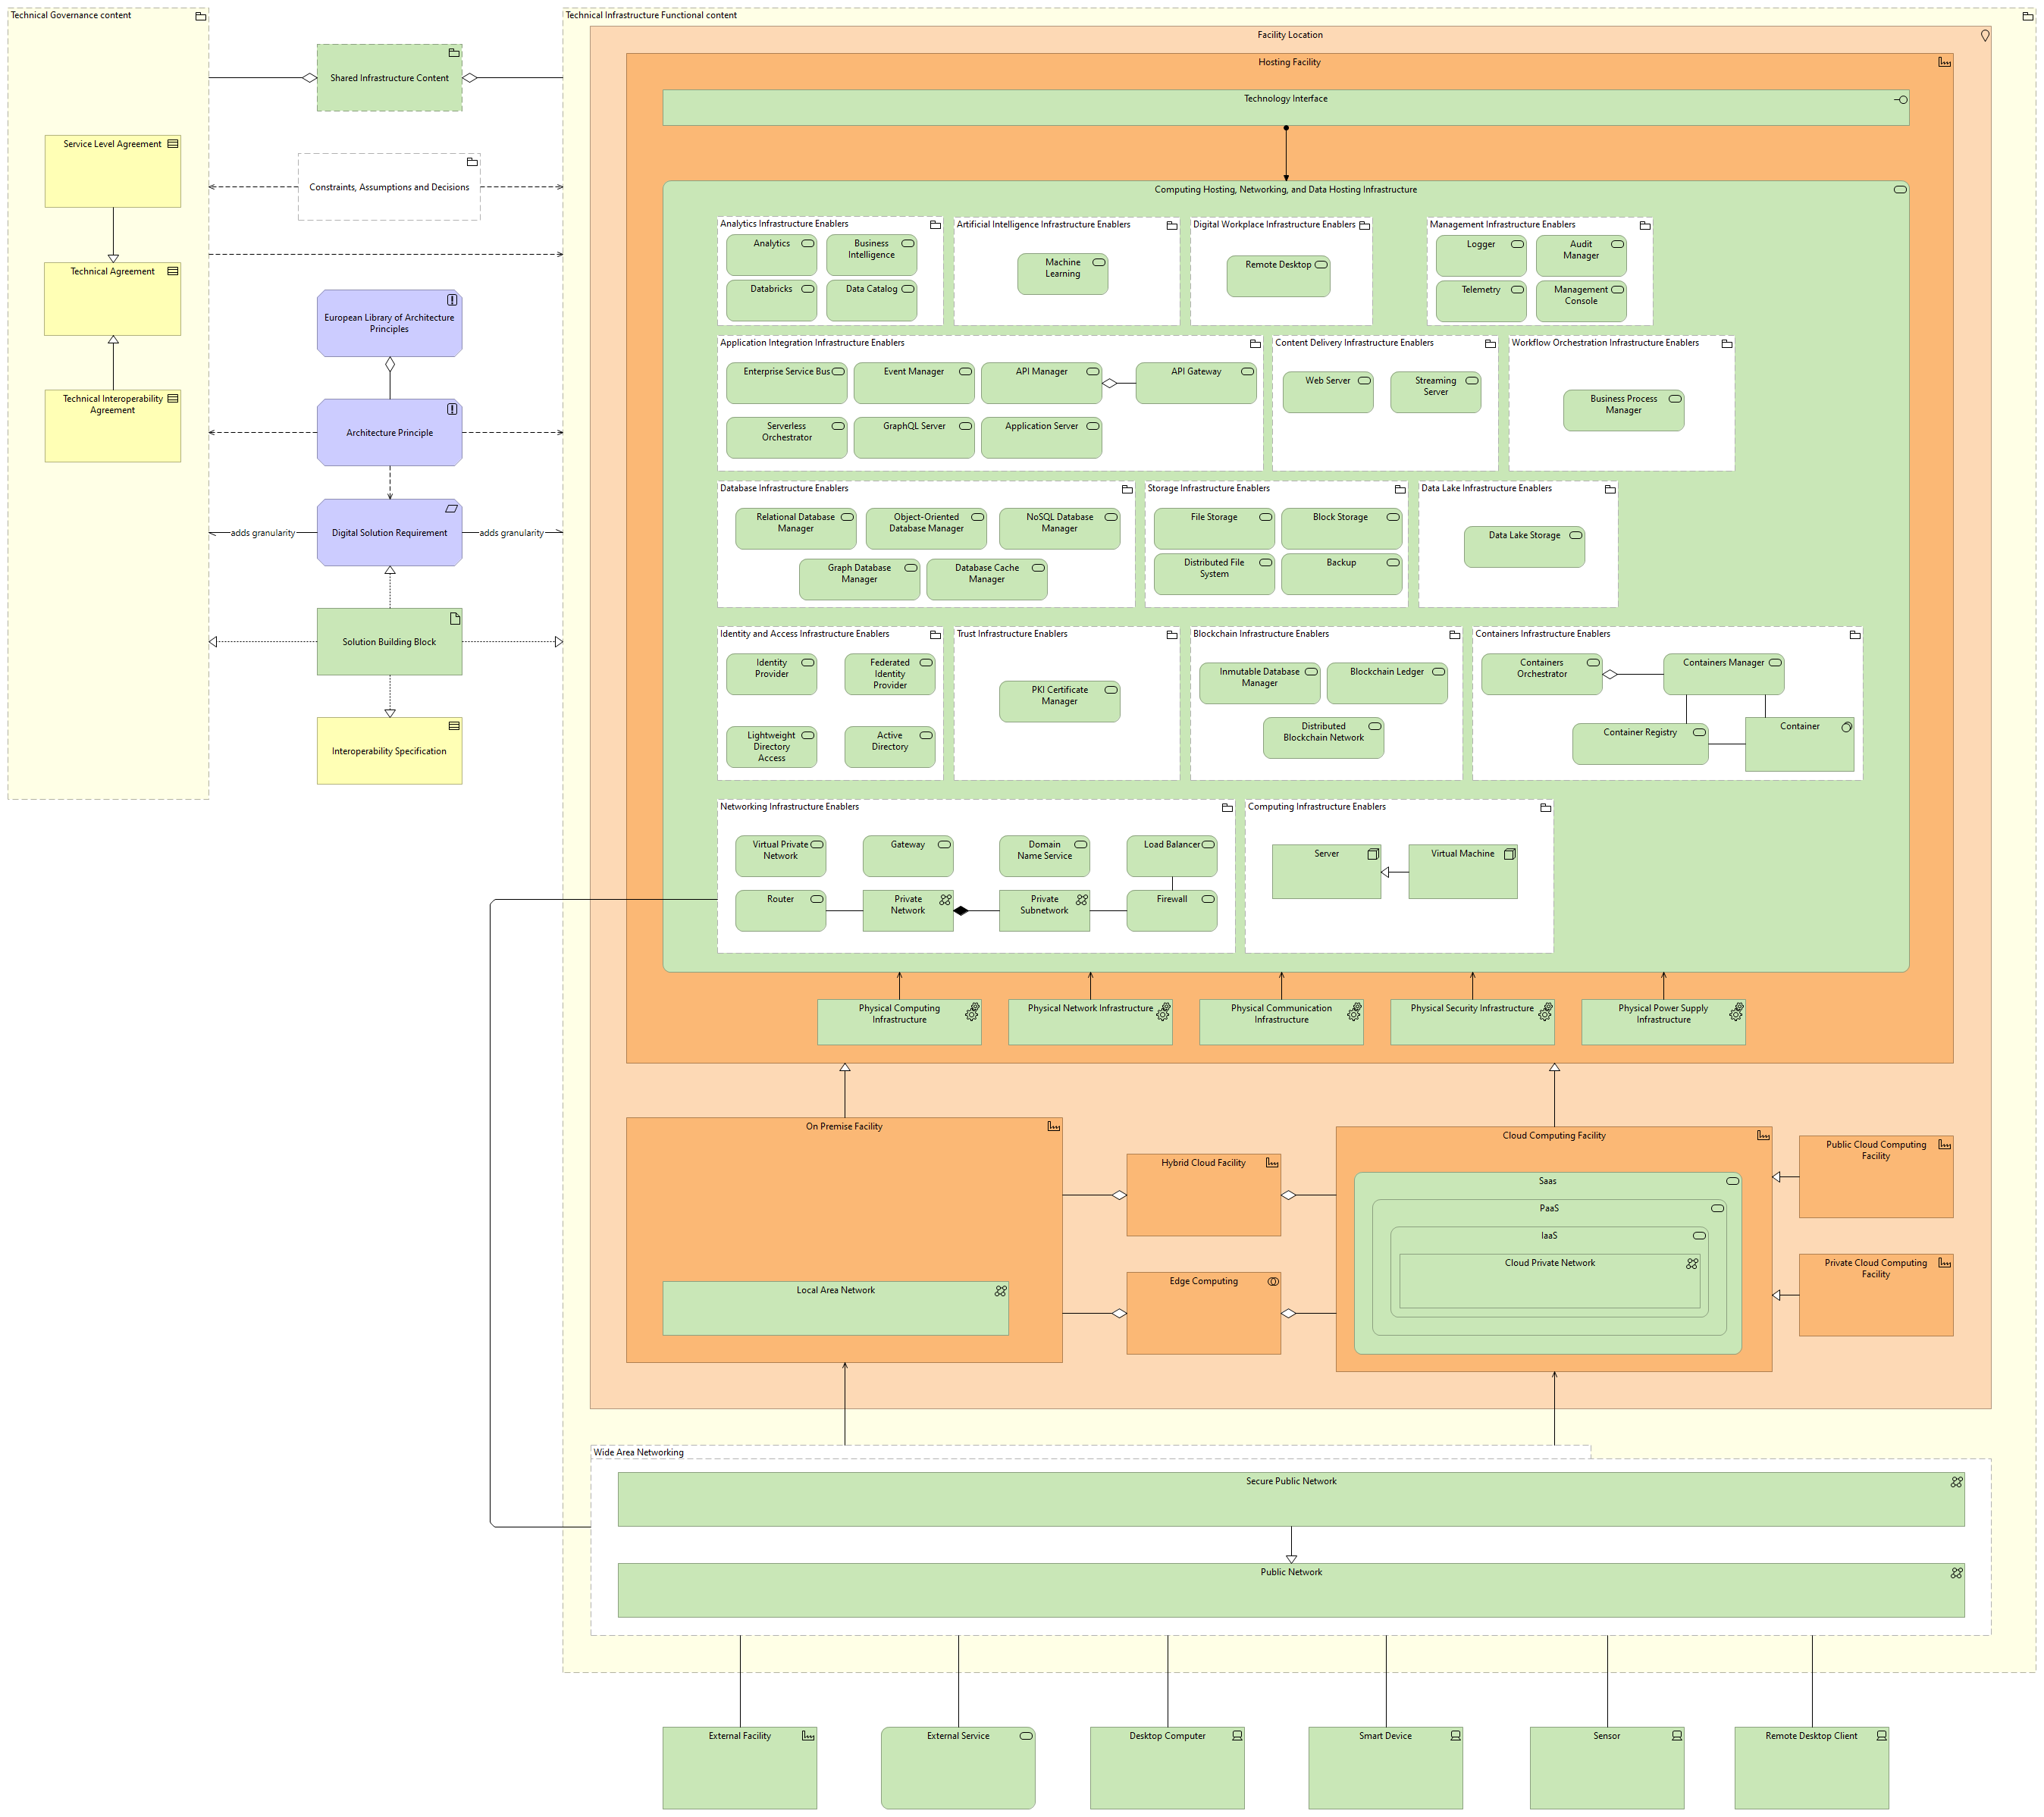 Technical Governance content
Shared Infrastructure Content
Service Level Agreement
Constraints, Assumptions and Decisions
Technical Agreement
European Library of Architecture
Principles
Technical Interoperability
Agreement
Architecture Principle
adds granularity
Digital Solution Requirement
adds granularity
Solution Building Block
Interoperability Specification
Technical Infrastructure Functional content
Facility Location
Hosting Facility
Technology Interface
Computing Hosting, Networking, and Data Hosting Infrastructure
Analytics Infrastructure Enablers
Analytics
Business
Intelligence
Databricks
Data Catalog
Artificial Intelligence Infrastructure Enablers
Machine
Learning
Digital Workplace Infrastructure Enablers
Remote Desktop
Management Infrastructure Enablers
Logger
Audit
Manager
Telemetry
Management
Console
Application Integration Infrastructure Enablers
Enterprise Service Bus
Event Manager
API Manager
API Gateway
Serverless
Orchestrator
GraphQL Server
Application Server
Content Delivery Infrastructure Enablers
Web Server
Streaming
Server
Workflow Orchestration Infrastructure Enablers
Business Process
Manager
Database Infrastructure Enablers
Relational Database
Manager
Object-Oriented
Database Manager
NoSQL Database
Manager
Graph Database
Manager
Database Cache
Manager
Storage Infrastructure Enablers
File Storage
Block Storage
Distributed File
System
Backup
Data Lake Infrastructure Enablers
Data Lake Storage
Identity and Access Infrastructure Enablers
Identity
Provider
Federated
Identity
Provider
Lightweight
Directory
Access
Active
Directory
Trust Infrastructure Enablers
PKI Certificate
Manager
Blockchain Infrastructure Enablers
Inmutable Database
Manager
Blockchain Ledger
Distributed
Blockchain Network
Containers Infrastructure Enablers
Containers
Orchestrator
Containers Manager
Container Registry
Container
Networking Infrastructure Enablers
Virtual Private
Network
Gateway
Domain
Name Service
Load Balancer
Router
Private
Network
Private
Subnetwork
Firewall
Computing Infrastructure Enablers
Server
Virtual Machine
Physical Computing
Infrastructure
Physical Network Infrastructure
Physical Communication
Infrastructure
Physical Security Infrastructure
Physical Power Supply
Infrastructure
On Premise Facility
Local Area Network
Hybrid Cloud Facility
Edge Computing
Cloud Computing Facility
Saas
PaaS
IaaS
Cloud Private Network
Public Cloud Computing
Facility
Private Cloud Computing
Facility
Wide Area Networking
Secure Public Network
Public Network
External Facility
External Service
Desktop Computer
Smart Device
Sensor
Remote Desktop Client